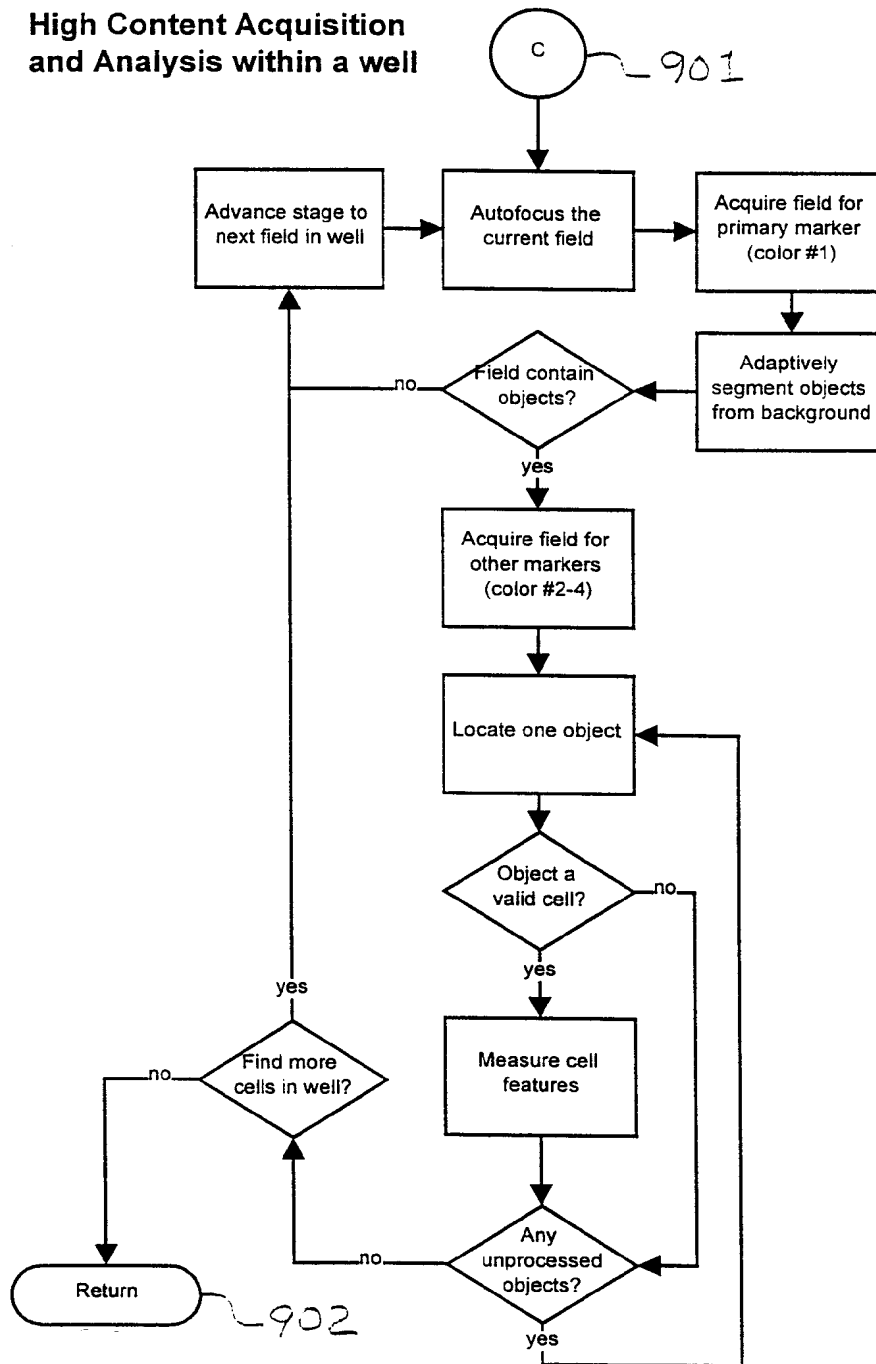 High Content Acquisition
and Analysis within a well
C
901
Advance stage to
next field in well
Autofocus the
current field
Acquire field for
primary marker
(color #1)
Adaptively
segment objects
from background
Field contain
objects?
no
yes
Acquire field for
other markers
(color #2-4)
Locate one object
Object a
valid cell?
no
yes
Measure cell
features
yes
Find more
cells in well?
no
Any
unprocessed
objects?
no
yes
Return
902